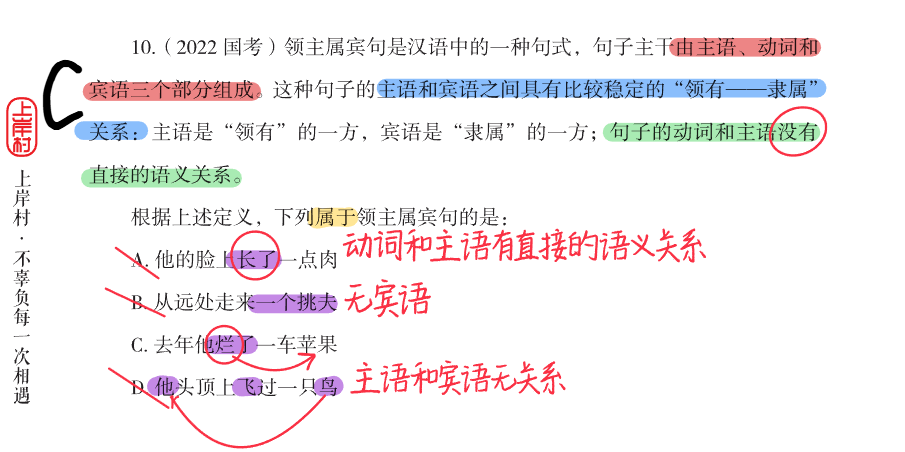 10.（2022 国考）领主属宾句是汉语中的一种句式，句子主干由主语、动词和
C
宾语三个部分组成。这种句子的主语和宾语之间具有比较稳定的“领有——隶属”
关系：主语是“领有”的一方，宾语是“隶属”的一方；句子的动词和主语没有
直接的语义关系。
根据上述定义，下列属于领主属宾句的是：
A. 他的脸上长了一点肉
动词和主语有直接的语义关系
B. 从远处走来一个挑夫
无宾语
C. 去年他烂了一车苹果
D. 他头顶上飞过一只鸟
主语和宾语无关系
上岸村
上岸村·不辜负每一次相遇